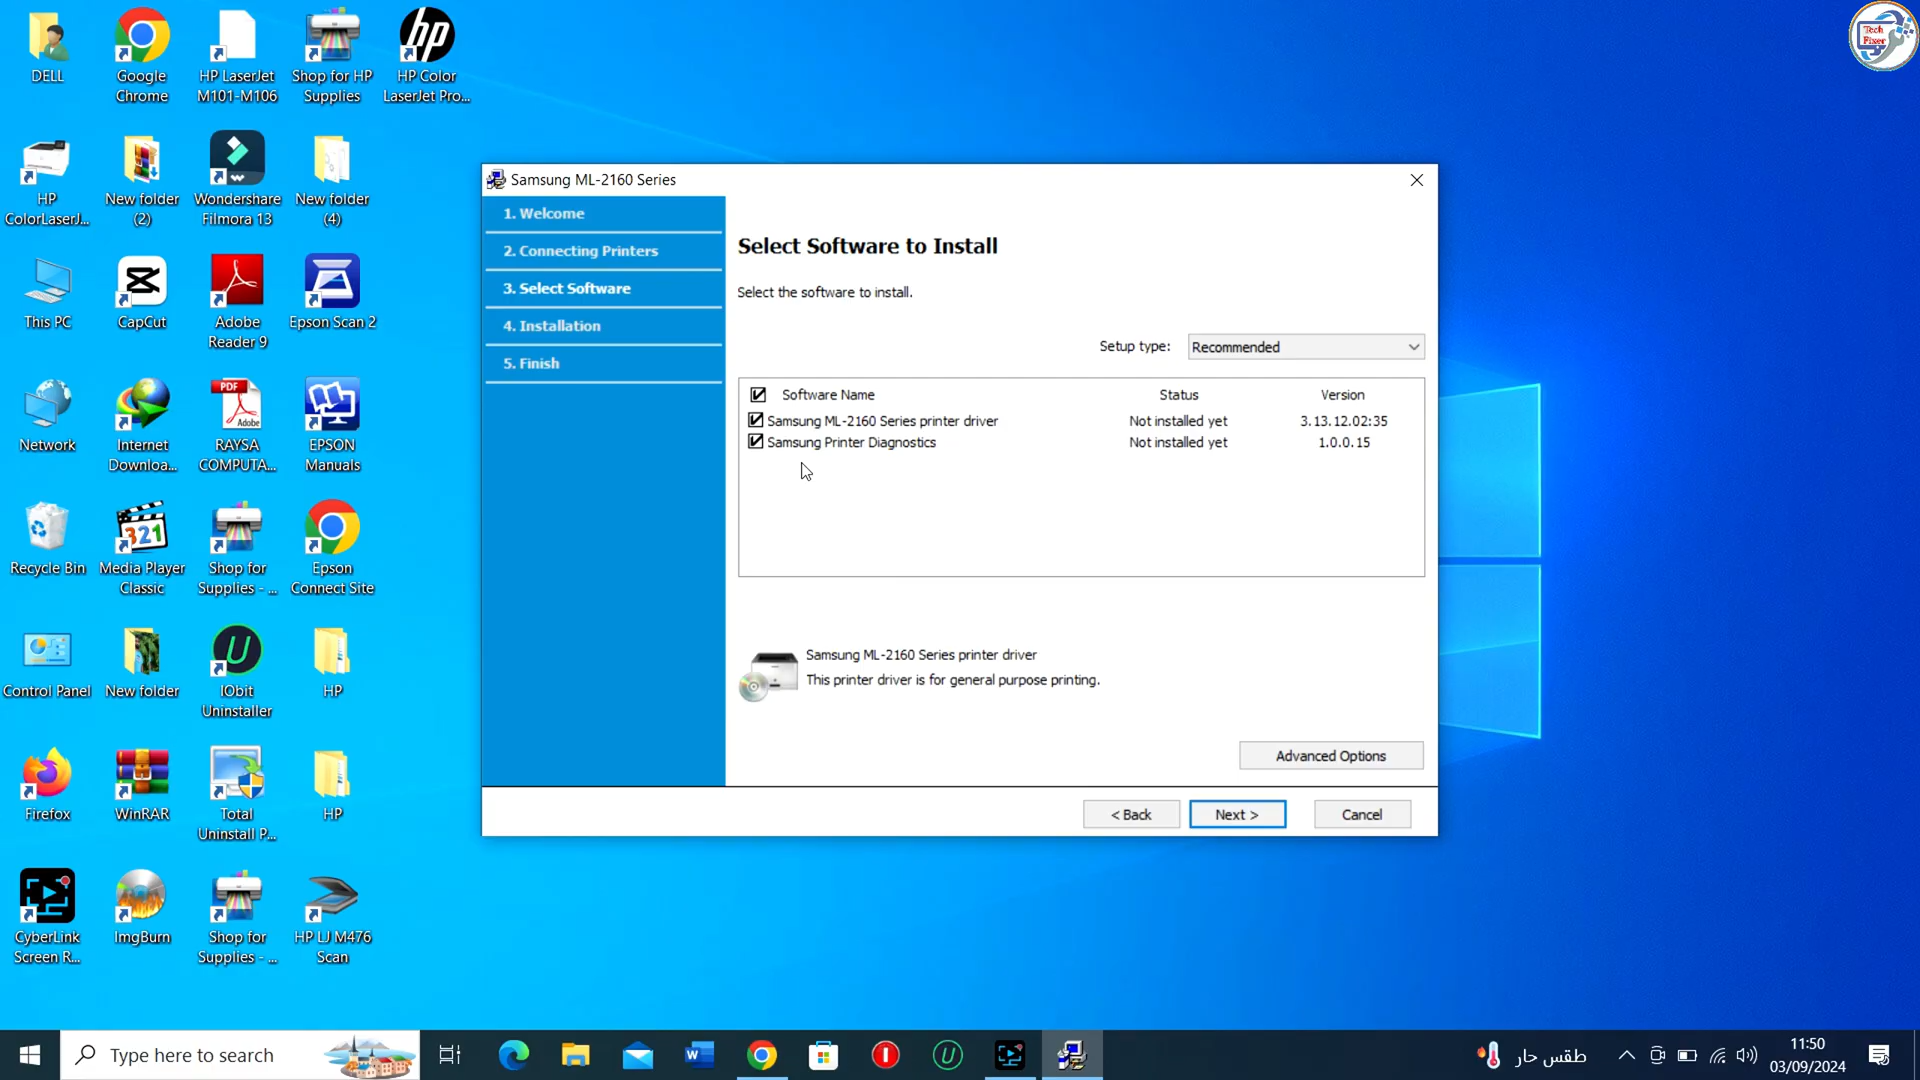 DELL
Google
Chrome
HP LaserJet
M101-M106
Shop for HP
Supplies
hp
HP Color
LaserJet Pro...
Tech
Fixer
HP
ColorLaserJ...
New folder
(2)
Wondershare
Filmora 13
New folder
(4)
This PC
CapCut
Adobe
Reader 9
Epson Scan 2
Network
Internet
Downloa...
PDF
Adobe
RAYSA
COMPUTA...
EPSON
Manuals
Recycle Bin
321
Media Player
Classic
Shop for
Supplies - ...
Epson
Connect Site
Control Panel
New folder
IObit
Uninstaller
HP
Firefox
WinRAR
Total
Uninstall P...
HP
CyberLink
Screen R...
ImgBurn
Shop for
Supplies - ...
HP LJ M476
Scan
Samsung ML-2160 Series
1. Welcome
2. Connecting Printers
3. Select Software
4. Installation
5. Finish
Select Software to Install
Select the software to install.
Setup type: Recommended
Software Name Status Version
Samsung ML-2160 Series printer driver Not installed yet 3.13.12.02:35
Samsung Printer Diagnostics Not installed yet 1.0.0.15
Samsung ML-2160 Series printer driver
This printer driver is for general purpose printing.
Advanced Options
< Back Next > Cancel
Type here to search
طقس حار
11:50
03/09/2024